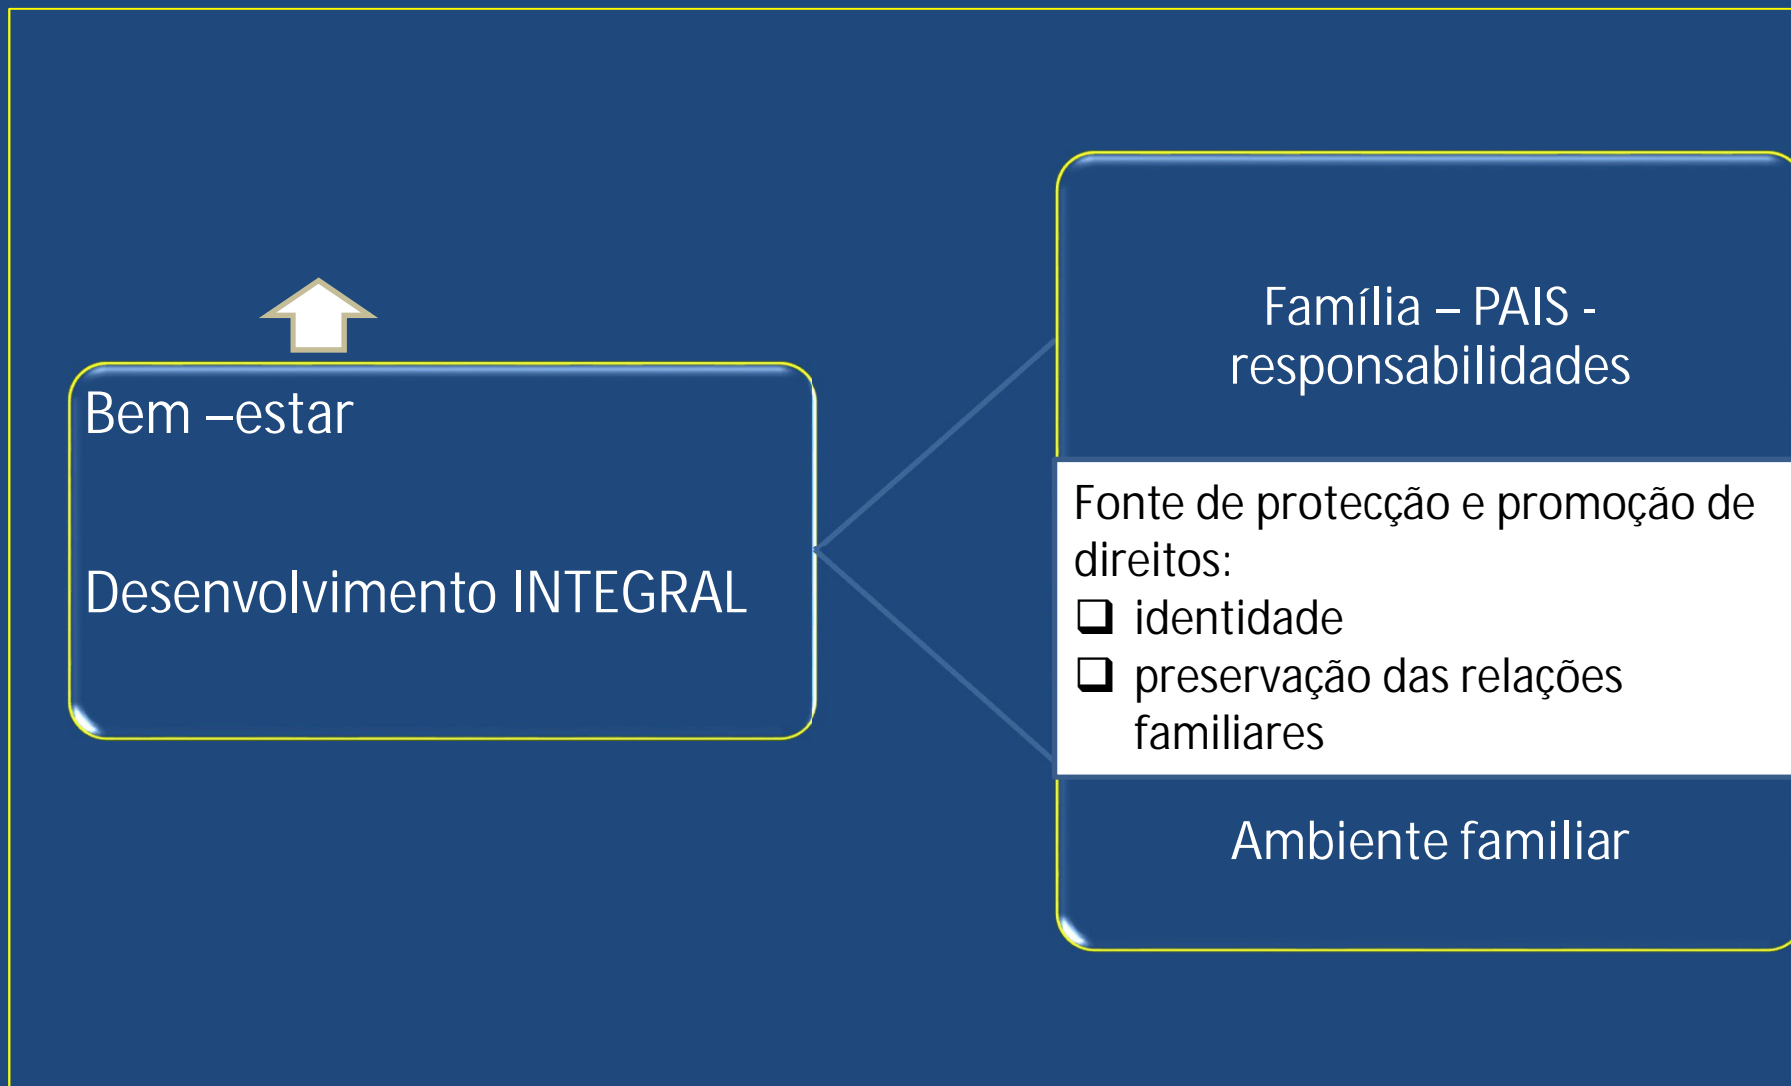 Bem –estar
Desenvolvimento INTEGRAL
Família – PAIS -
responsabilidades
Fonte de protecção e promoção de
direitos:
❑ identidade
❑ preservação das relações
familiares
Ambiente familiar